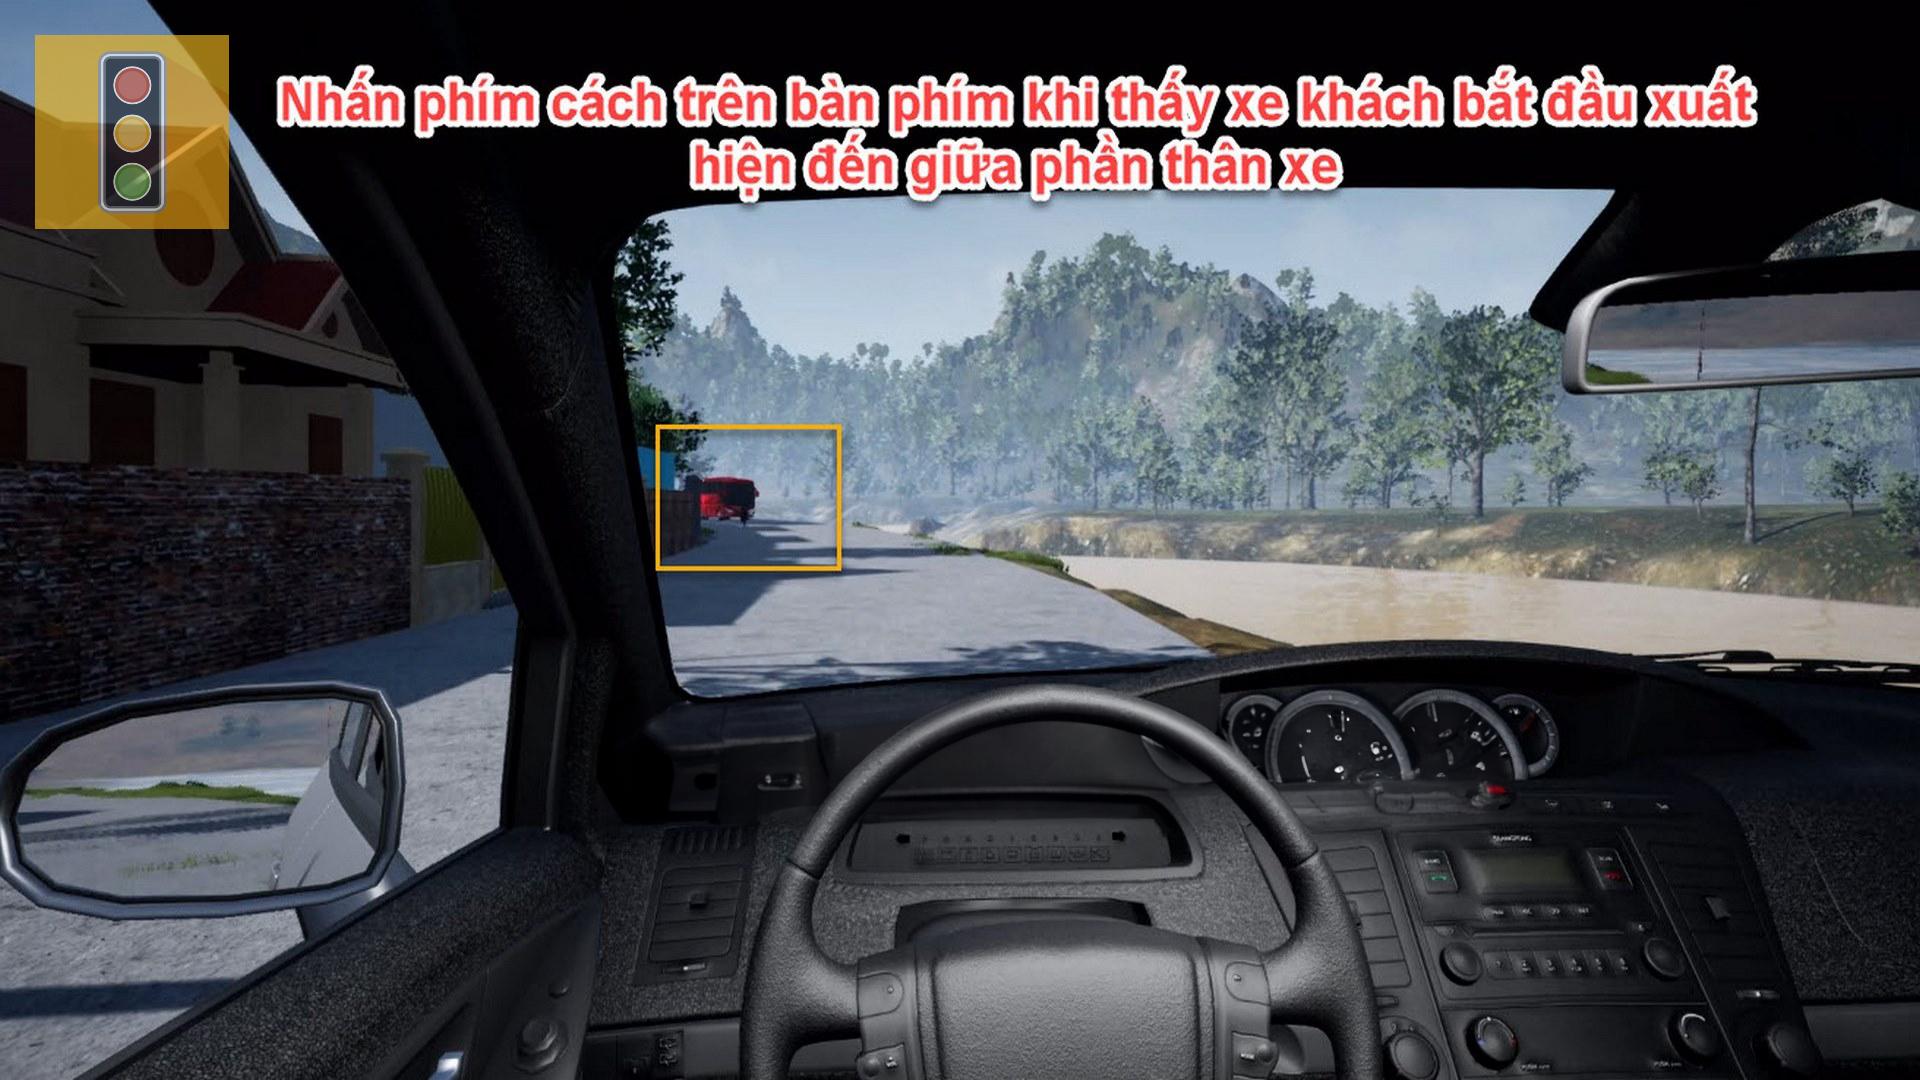 Nhấn phím cách trên bàn phím khi thấy xe khách bắt đầu xuất
hiện đến giữa phần thân xe